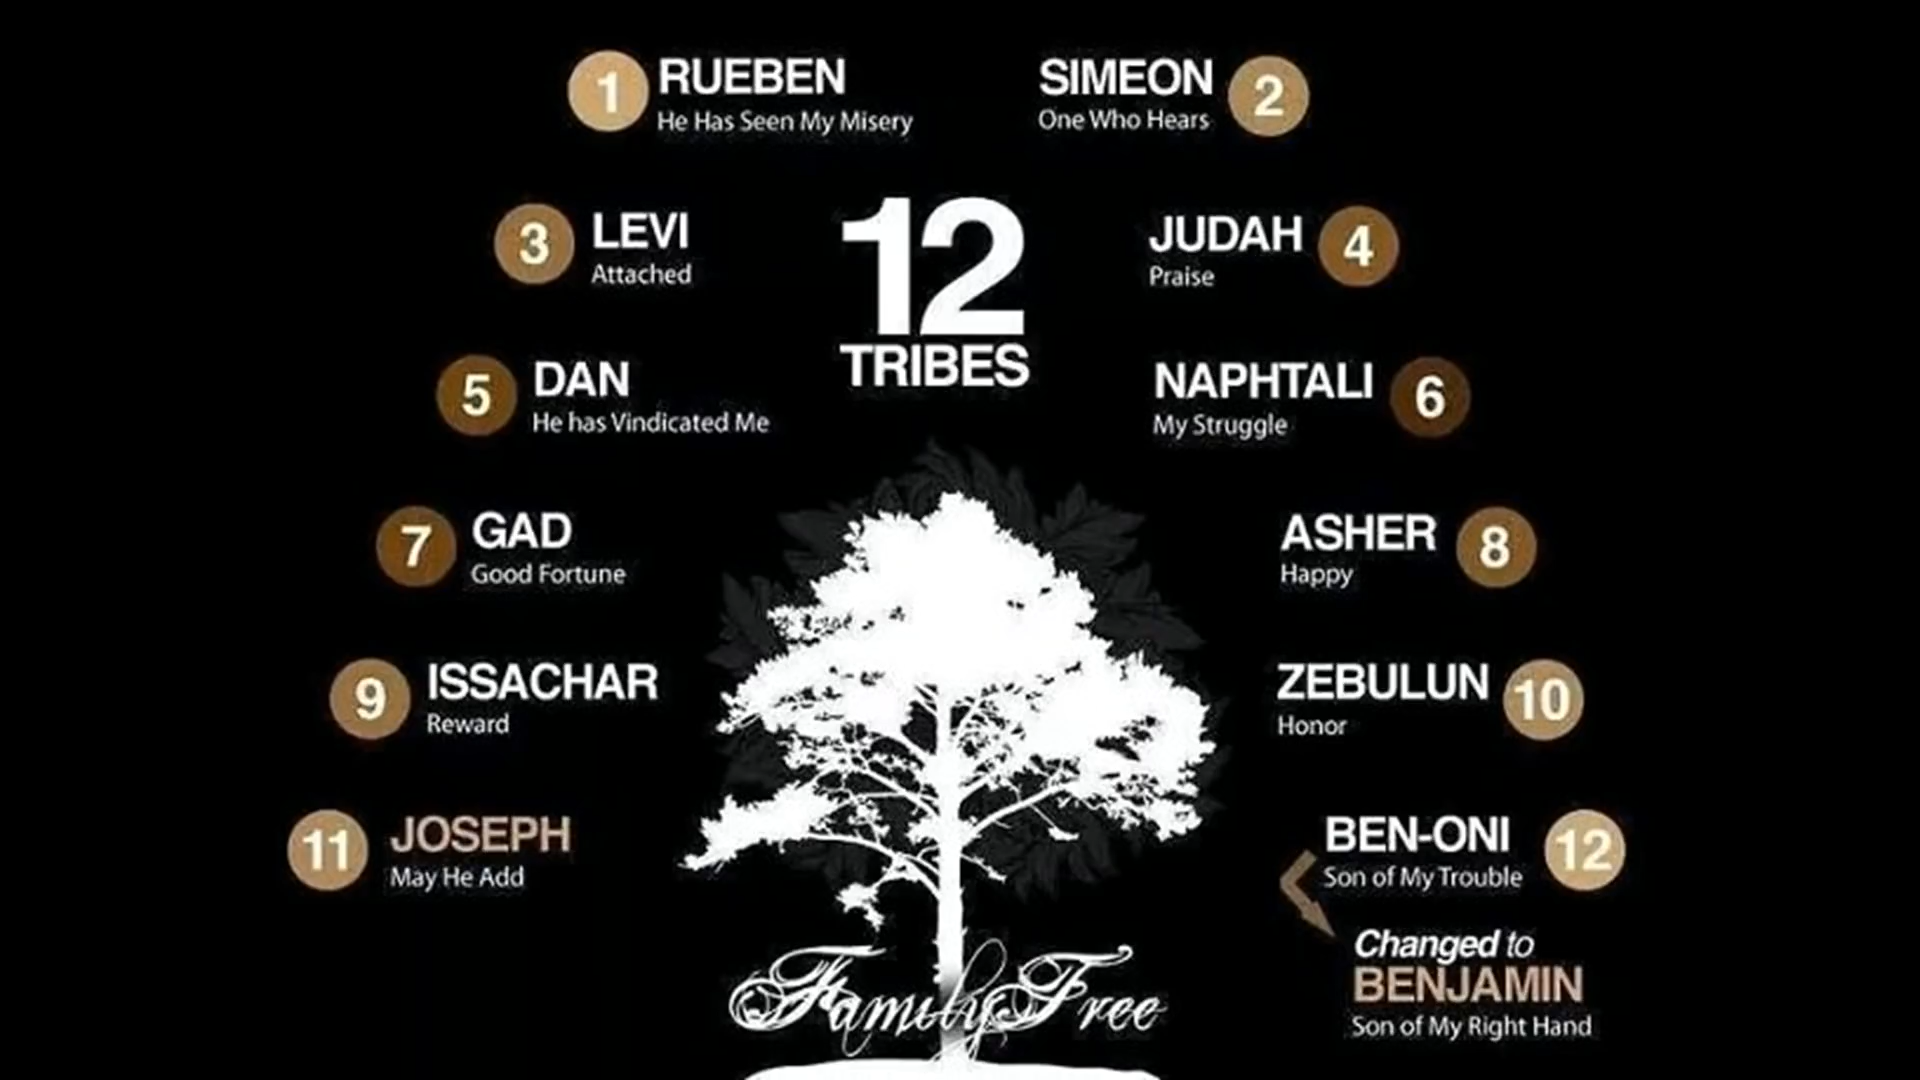 1 RUEBEN
He Has Seen My Misery
SIMEON 2
One Who Hears
12
TRIBES
3 LEVI
Attached
JUDAH 4
Praise
5 DAN
He has Vindicated Me
NAPHTALI 6
My Struggle
7 GAD
Good Fortune
ASHER 8
Happy
9 ISSACHAR
Reward
ZEBULUN 10
Honor
11 JOSEPH
May He Add
BEN-ONI 12
Son of My Trouble
Changed to
BENJAMIN
Son of My Right Hand
Family Tree